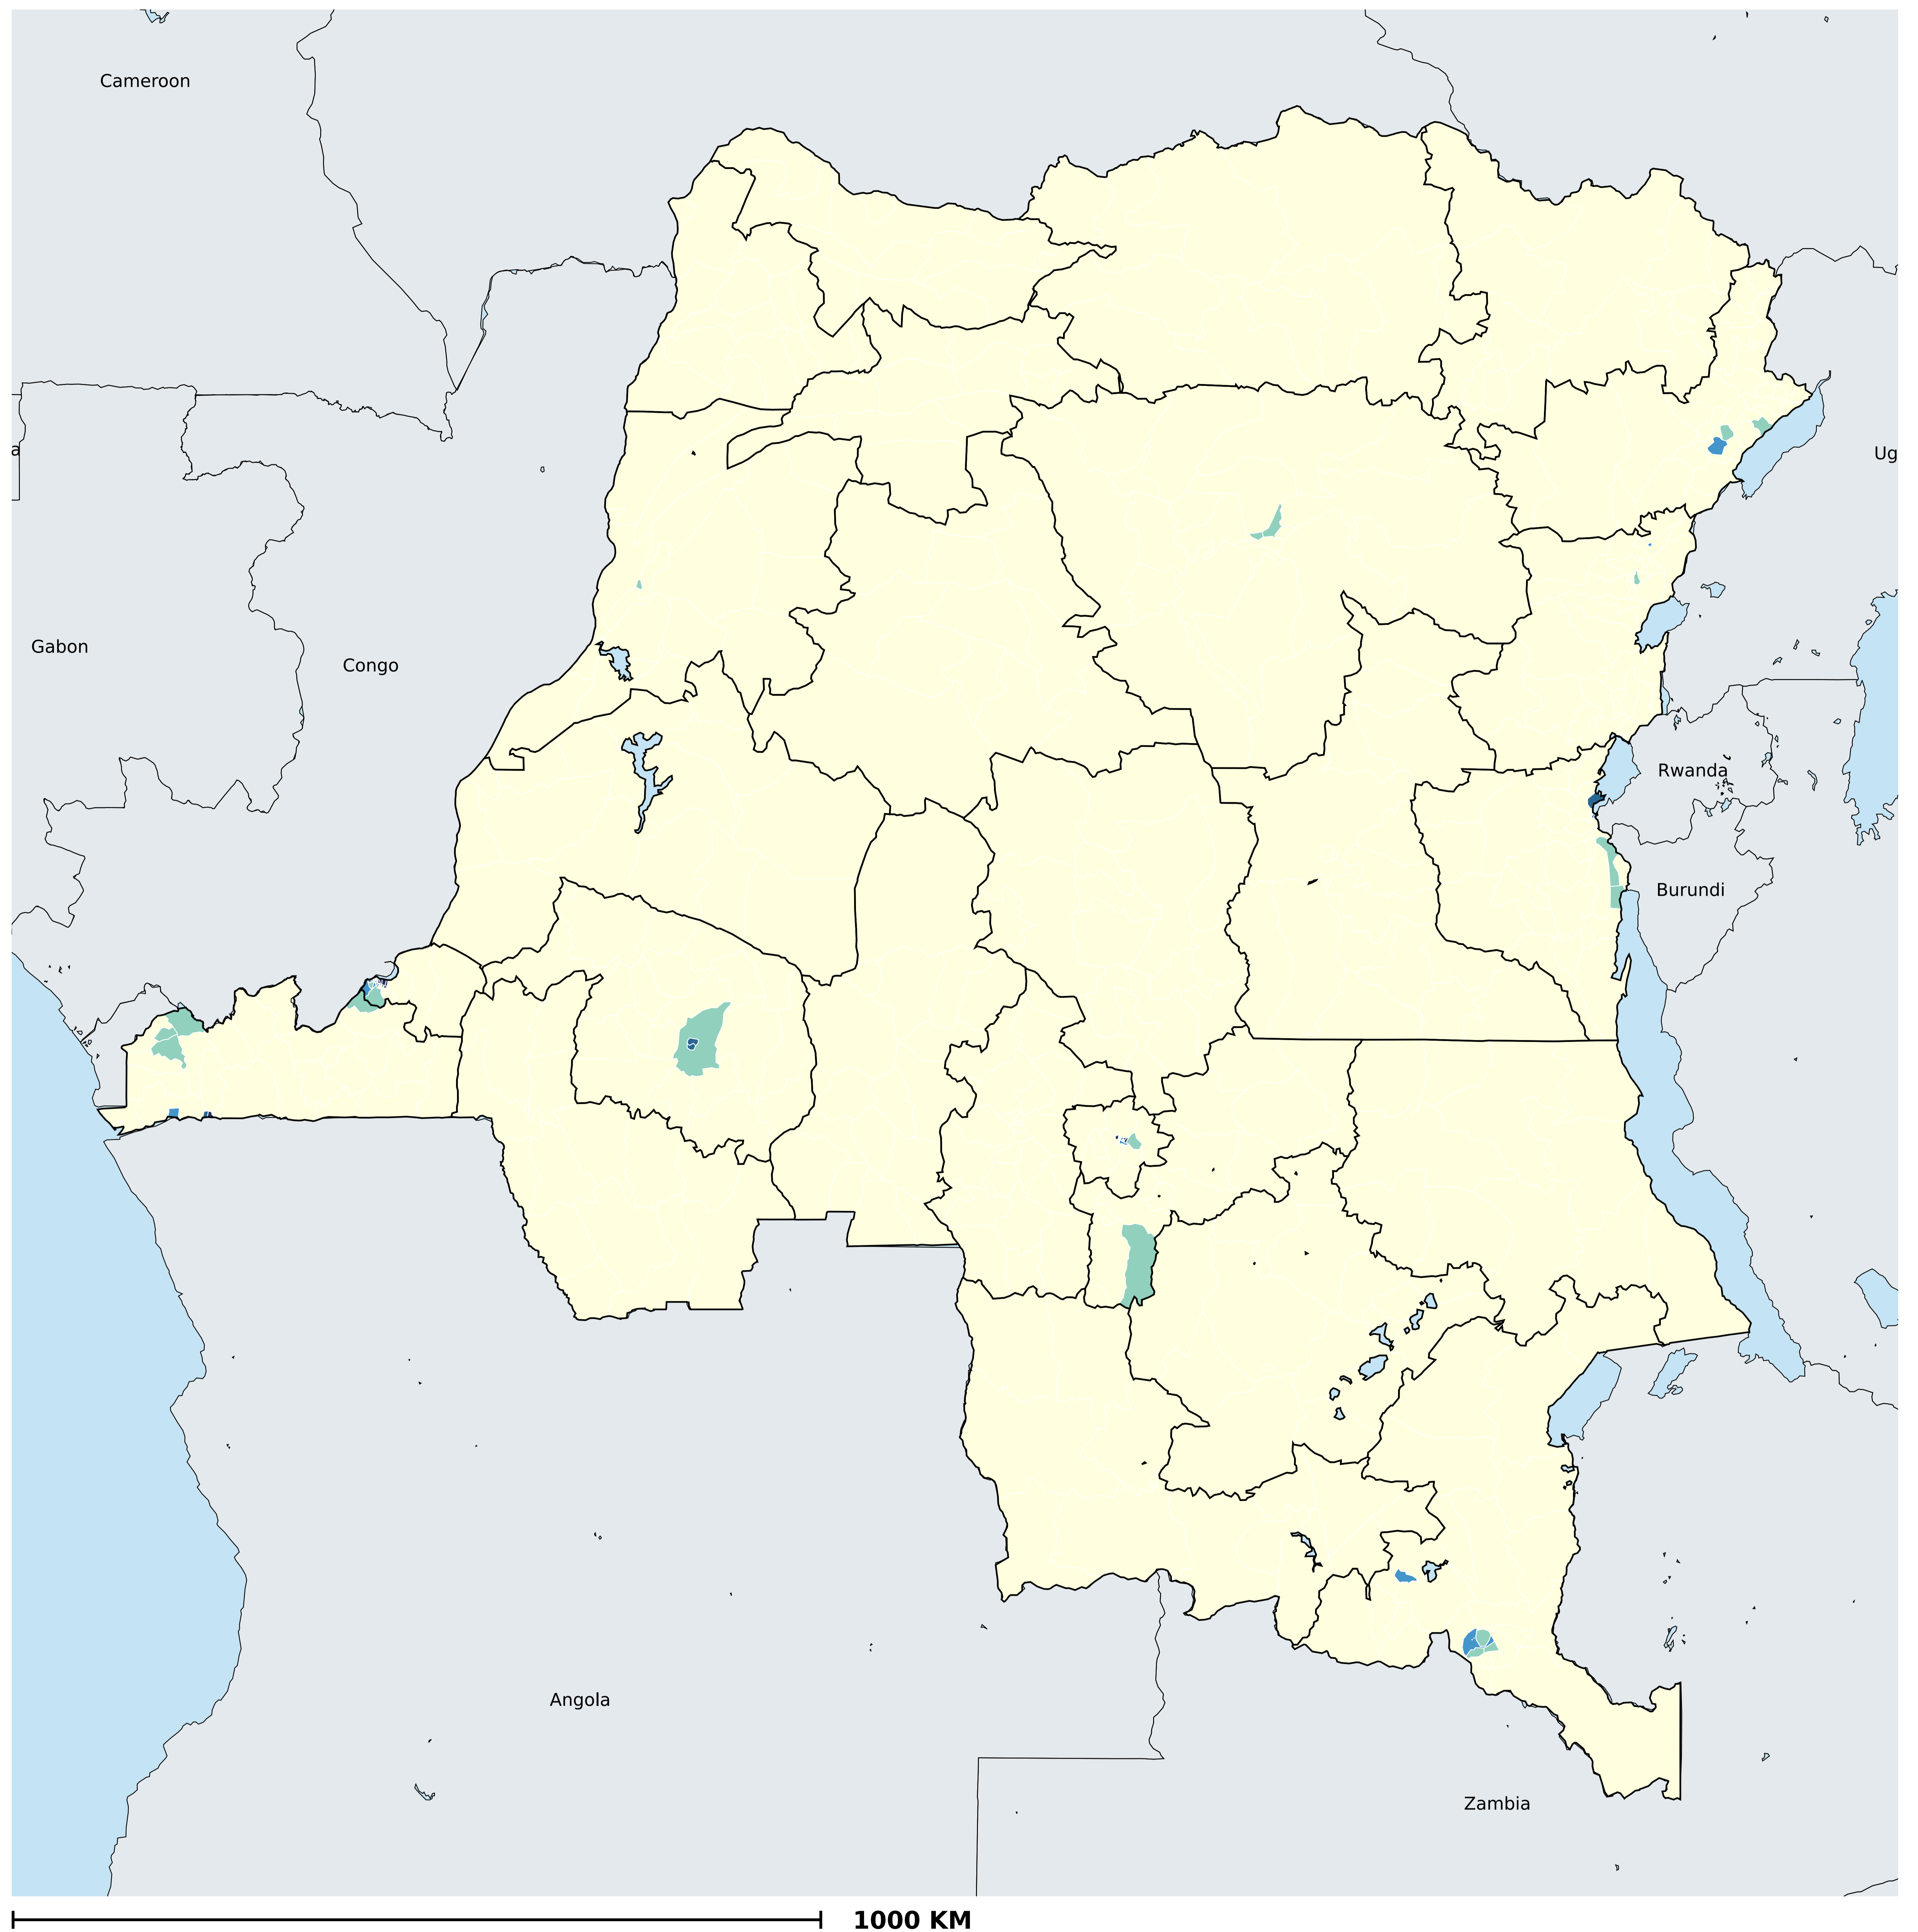 Cameroon
a
Ug
Gabon
Congo
Rwanda
Burundi
Angola
Zambia
1000 KM